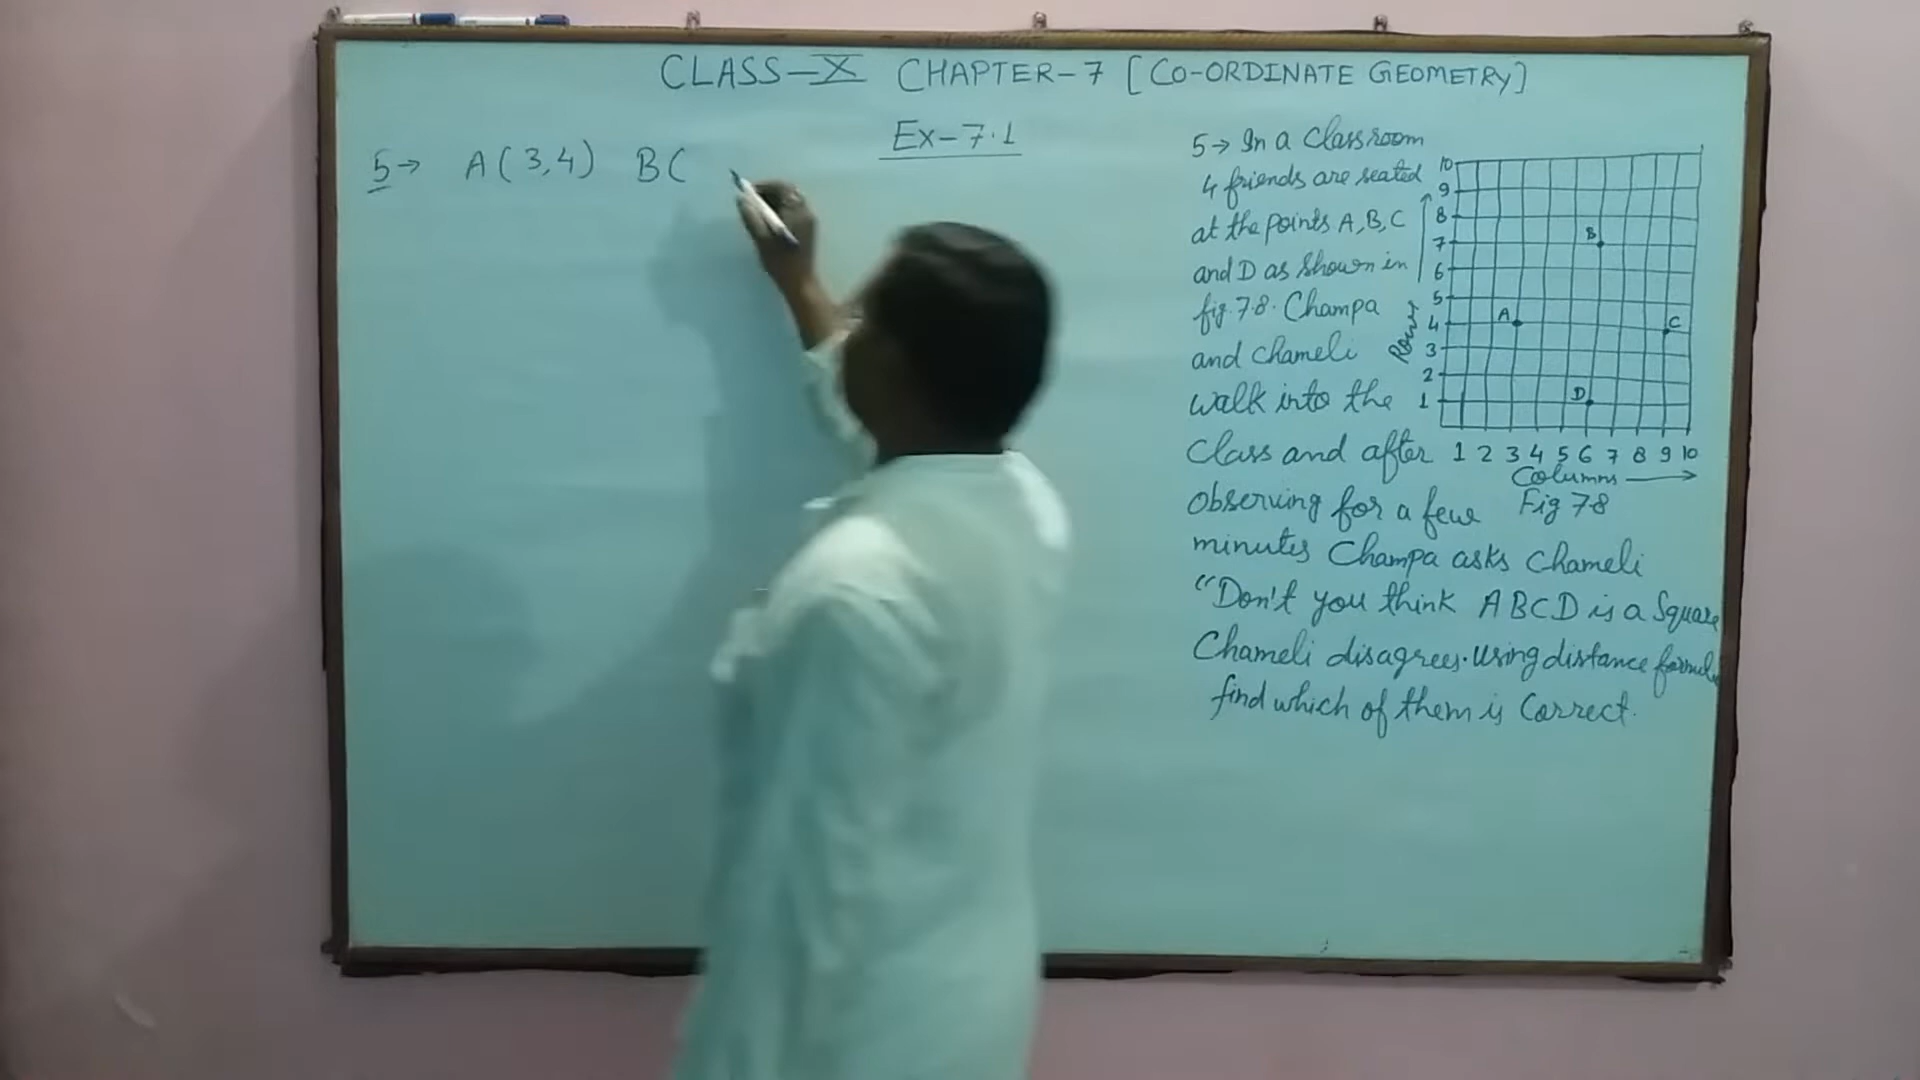 CLASS-X CHAPTER-7 [CO-ORDINATE GEOMETRY]
Ex-7.1
5→ A(3,4) B(
5→ In a Classroom
4 friends are seated
at the points A,B,C
and D as shown in
fig 7.8. Champa
and chameli
walk into the
Class and after
observing for a few
minutes Champa asks Chameli
"Don't you think ABCD is a Square
Chameli disagrees. Using distance formula
find which of them is Correct.
10
9
8
B
7
6
5
A
C
4
3
2
D
1
Rows
1 2 3 4 5 6 7 8 9 10
Columns
Fig 7.8